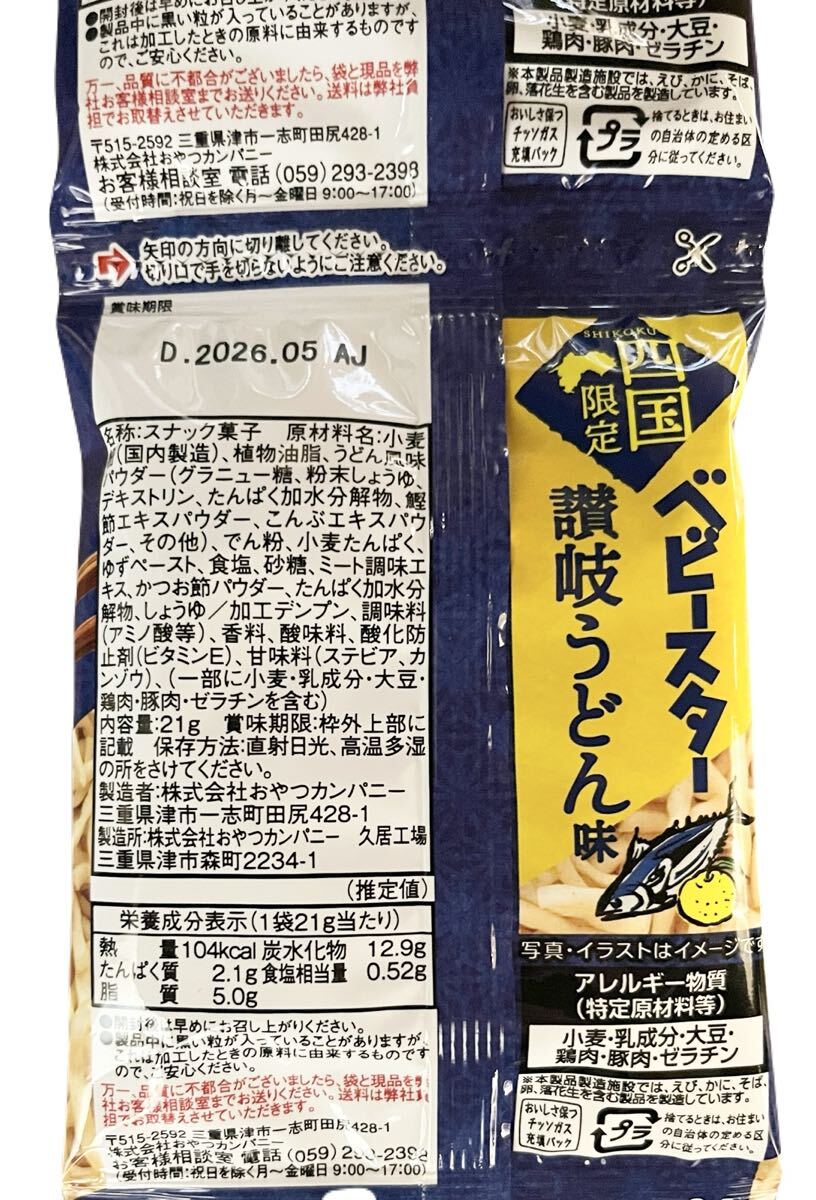 ●開封後は早めにお召し上がりください。
●製品中に黒い粒が入っていることがありますが、
これは加工したときの原料に由来するものです
ので、ご安心ください。
万一、品質に不都合がございましたら、袋と現品を弊
社お客様相談室までお送りください。送料は弊社負
担でお取替えさせていただきます。
〒515-2592 三重県津市一志町田尻428-1
株式会社おやつカンパニー
お客様相談室 電話 (059) 293-2398
(受付時間:祝日を除く月～金曜日 9:00～17:00)
(特定原材料等)
小麦・乳成分・大豆・
鶏肉・豚肉・ゼラチン
※本製品製造施設では、えび、かに、そば、
卵、落花生を含む製品を製造しています。
おいしさ保つ
チッソガス
充填パック
プラ
捨てるときは、お住まい
の自治体の定める区
分に従ってください。
矢印の方向に切り離してください。
切り口で手を切らないようにご注意ください。
賞味期限
D.2026.05 AJ
名称:スナック菓子 原材料名:小麦
粉(国内製造)、植物油脂、うどん風味
パウダー(グラニュー糖、粉末しょうゆ、
デキストリン、たんぱく加水分解物、鰹
節エキスパウダー、こんぶエキスパウ
ダー、その他)、でん粉、小麦たんぱく、
ゆずペースト、食塩、砂糖、ミート調味エ
キス、かつお節パウダー、たんぱく加水分
解物、しょうゆ／加工デンプン、調味料
(アミノ酸等)、香料、酸味料、酸化防
止剤(ビタミンE)、甘味料(ステビア、カ
ンゾウ)、(一部に小麦・乳成分・大豆・
鶏肉・豚肉・ゼラチンを含む)
内容量:21g 賞味期限:枠外上部に
記載 保存方法:直射日光、高温多湿
の所をさけてください。
製造者:株式会社おやつカンパニー
三重県津市一志町田尻428-1
製造所:株式会社おやつカンパニー 久居工場
三重県津市森町2234-1
(推定値)
栄養成分表示(1袋21g当たり)
熱量 104kcal 炭水化物 12.9g
たんぱく質 2.1g 食塩相当量 0.52g
脂質 5.0g
●開封後は早めにお召し上がりください。
●製品中に黒い粒が入っていることがありますが、
これは加工したときの原料に由来するものです
ので、ご安心ください。
万一、品質に不都合がございましたら、袋と現品を弊
社お客様相談室までお送りください。送料は弊社負
担でお取替えさせていただきます。
〒515-2592 三重県津市一志町田尻428-1
株式会社おやつカンパニー
お客様相談室 電話 (059) 293-2398
(受付時間:祝日を除く月～金曜日 9:00～17:00)
SHIKOKU
四国
限定
ベビースター
讃岐うどん味
写真・イラストはイメージです
アレルギー物質
(特定原材料等)
小麦・乳成分・大豆・
鶏肉・豚肉・ゼラチン
※本製品製造施設では、えび、かに、そば、
卵、落花生を含む製品を製造しています。
おいしさ保つ
チッソガス
充填パック
プラ
捨てるときは、お住まい
の自治体の定める区
分に従ってください。